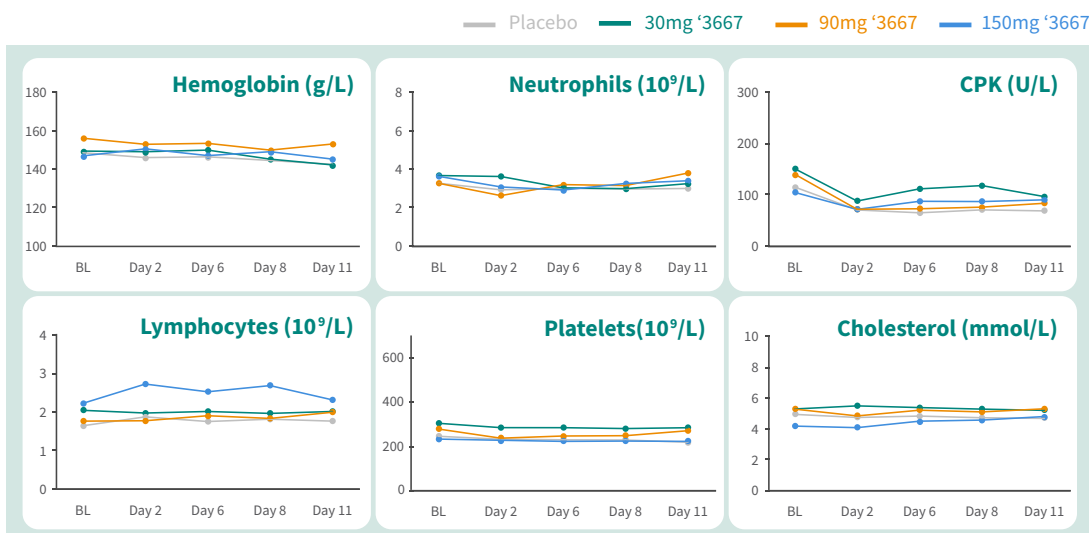 Placebo 30mg ‘3667 90mg ‘3667 150mg ‘3667
Hemoglobin (g/L)
180
160
140
120
100
BL Day 2 Day 6 Day 8 Day 11
Neutrophils (10⁹/L)
8
6
4
2
0
BL Day 2 Day 6 Day 8 Day 11
CPK (U/L)
300
200
100
0
BL Day 2 Day 6 Day 8 Day 11
Lymphocytes (10⁹/L)
4
3
2
1
0
BL Day 2 Day 6 Day 8 Day 11
Platelets(10⁹/L)
600
400
200
0
BL Day 2 Day 6 Day 8 Day 11
Cholesterol (mmol/L)
10
8
6
4
2
0
BL Day 2 Day 6 Day 8 Day 11